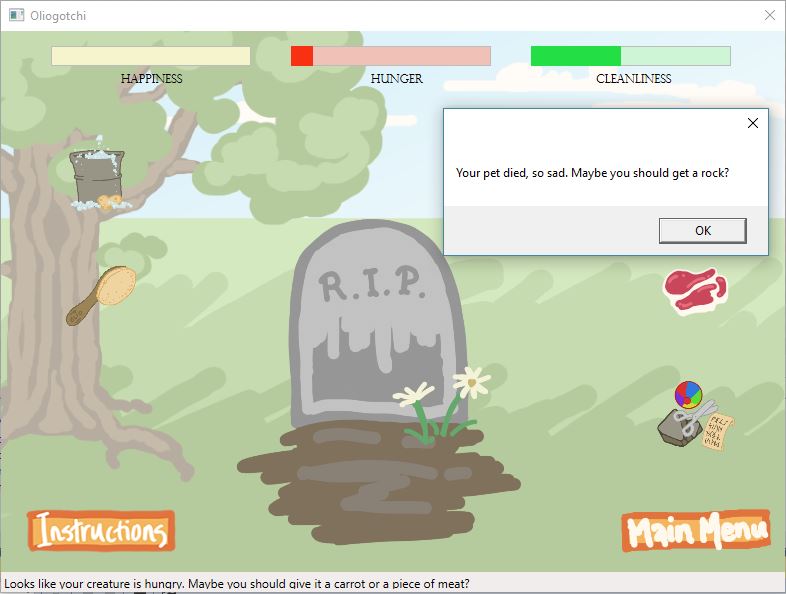 Oliogotchi
HAPPINESS
HUNGER
CLEANLINESS
Your pet died, so sad. Maybe you should get a rock?
OK
R.I.P.
Instructions
Main Menu
Looks like your creature is hungry. Maybe you should give it a carrot or a piece of meat?